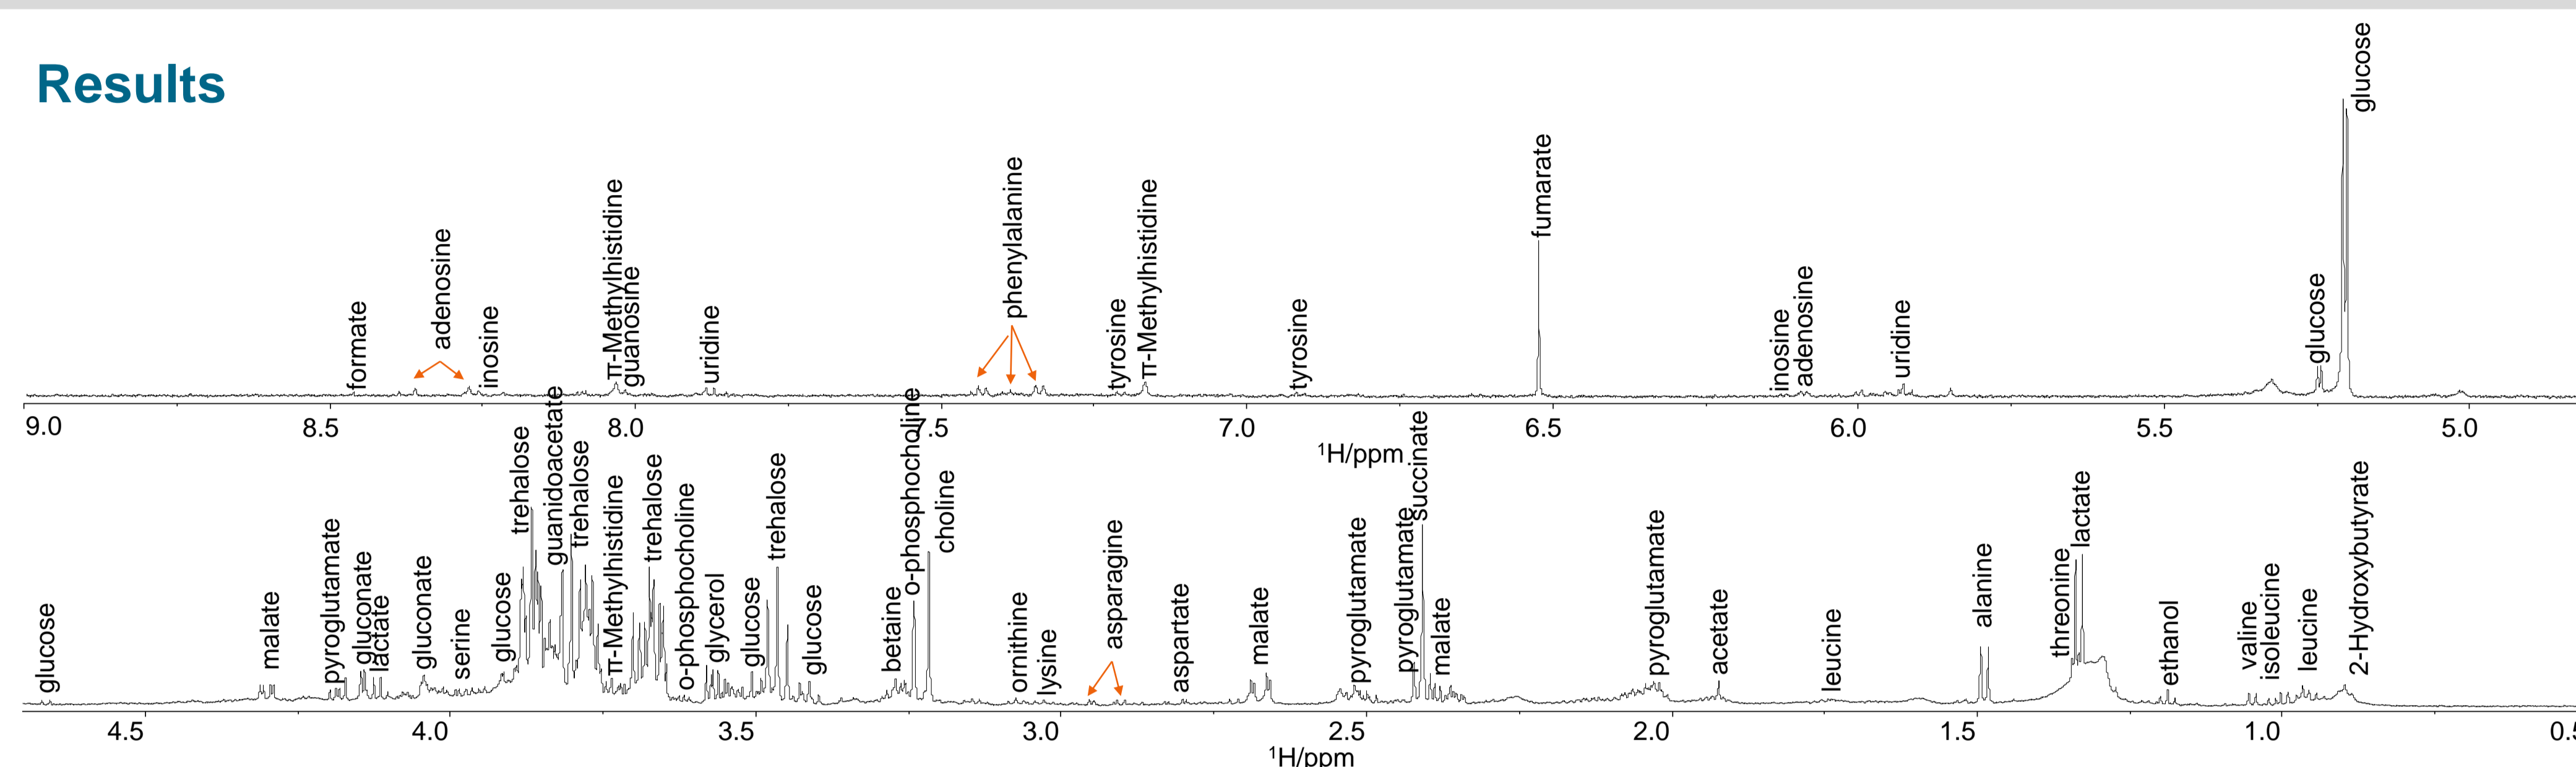 Results
formate
adenosine
inosine
π-Methylhistidine
guanosine
uridine
phenylalanine
tyrosine
π-Methylhistidine
tyrosine
fumarate
inosine
adenosine
uridine
glucose
glucose
9.0 8.5 8.0 7.5 7.0 6.5 6.0 5.5 5.0
¹H/ppm
glucose
malate
pyroglutamate
gluconate
lactate
gluconate
serine
glucose
trehalose
guanidoacetate
trehalose
π-Methylhistidine
trehalose
o-phosphocholine
glycerol
glucose
trehalose
glucose
betaine
o-phosphocholine
choline
ornithine
lysine
asparagine
aspartate
malate
pyroglutamate
pyroglutamate
succinate
malate
pyroglutamate
acetate
leucine
alanine
threonine
lactate
ethanol
valine
isoleucine
leucine
2-Hydroxybutyrate
4.5 4.0 3.5 3.0 2.5 2.0 1.5 1.0 0.5
¹H/ppm